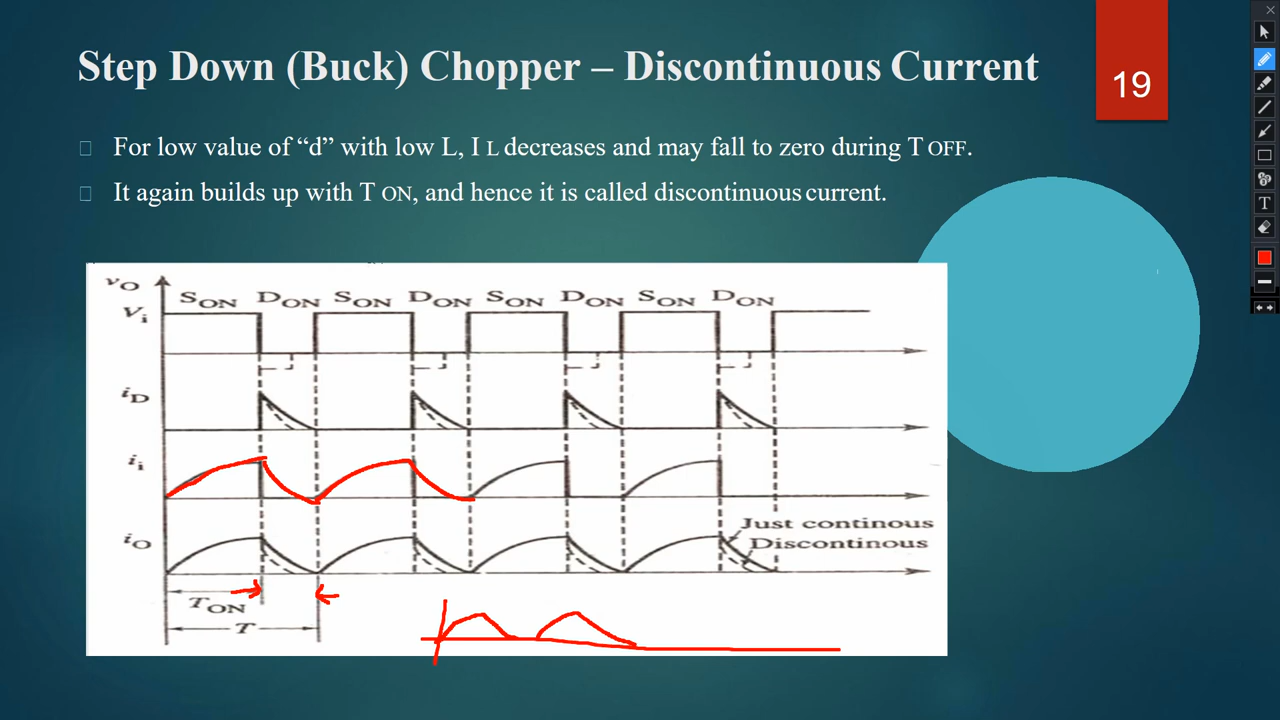 Step Down (Buck) Chopper – Discontinuous Current
19
For low value of “d” with low L, I L decreases and may fall to zero during T OFF.
It again builds up with T ON, and hence it is called discontinuous current.
vO
SON DON SON DON SON DON SON DON
Vi
iD
ii
iO
Just continous
Discontinous
TON
T
T